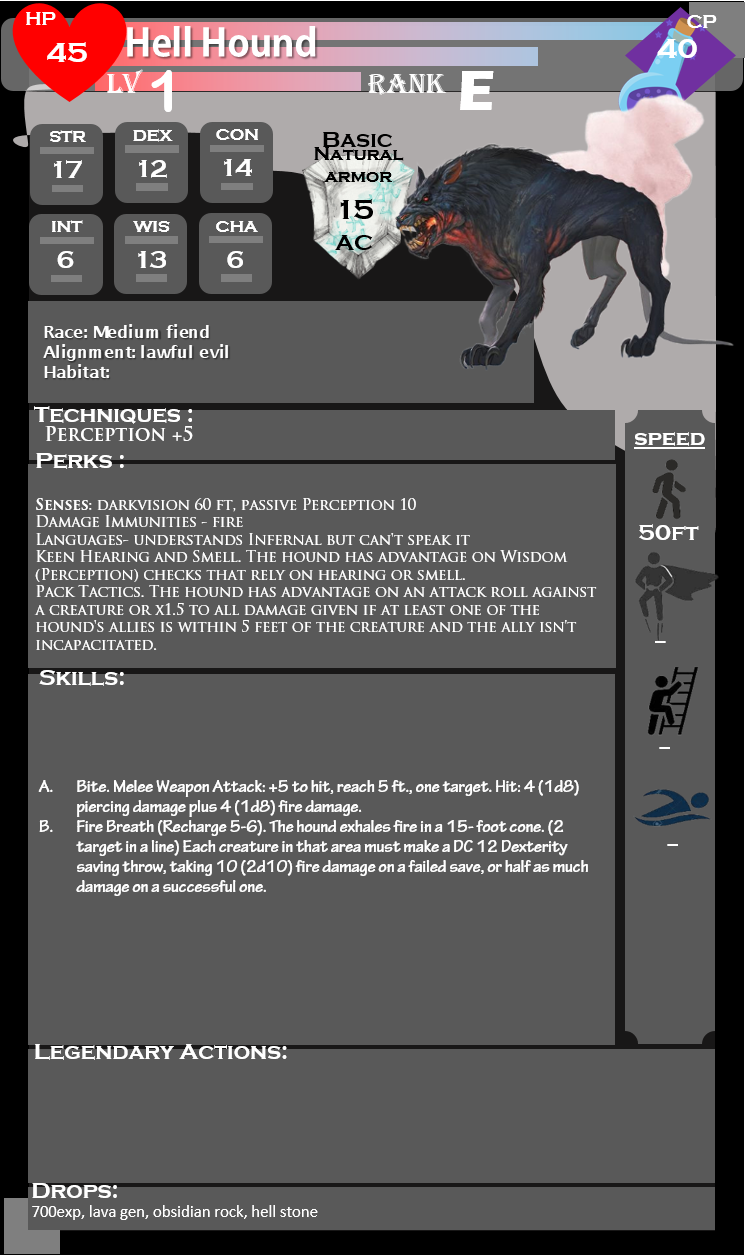 HP
45
Hell Hound
CP
40
LV 1
RANK E
STR
17
DEX
12
CON
14
INT
6
WIS
13
CHA
6
BASIC
NATURAL
ARMOR
15
AC
Race: Medium fiend
Alignment: lawful evil
Habitat:
TECHNIQUES :
PERCEPTION +5
PERKS :
SENSES: DARKVISION 60 FT, PASSIVE PERCEPTION 10
DAMAGE IMMUNITIES - FIRE
LANGUAGES- UNDERSTANDS INFERNAL BUT CAN'T SPEAK IT
KEEN HEARING AND SMELL. THE HOUND HAS ADVANTAGE ON WISDOM
(PERCEPTION) CHECKS THAT RELY ON HEARING OR SMELL.
PACK TACTICS. THE HOUND HAS ADVANTAGE ON AN ATTACK ROLL AGAINST
A CREATURE OR X1.5 TO ALL DAMAGE GIVEN IF AT LEAST ONE OF THE
HOUND'S ALLIES IS WITHIN 5 FEET OF THE CREATURE AND THE ALLY ISN'T
INCAPACITATED.
SPEED
50FT
–
–
–
SKILLS:
A. Bite. Melee Weapon Attack: +5 to hit, reach 5 ft., one target. Hit: 4 (1d8)
piercing damage plus 4 (1d8) fire damage.
B. Fire Breath (Recharge 5-6). The hound exhales fire in a 15- foot cone. (2
target in a line) Each creature in that area must make a DC 12 Dexterity
saving throw, taking 10 (2d10) fire damage on a failed save, or half as much
damage on a successful one.
LEGENDARY ACTIONS:
DROPS:
700exp, lava gen, obsidian rock, hell stone